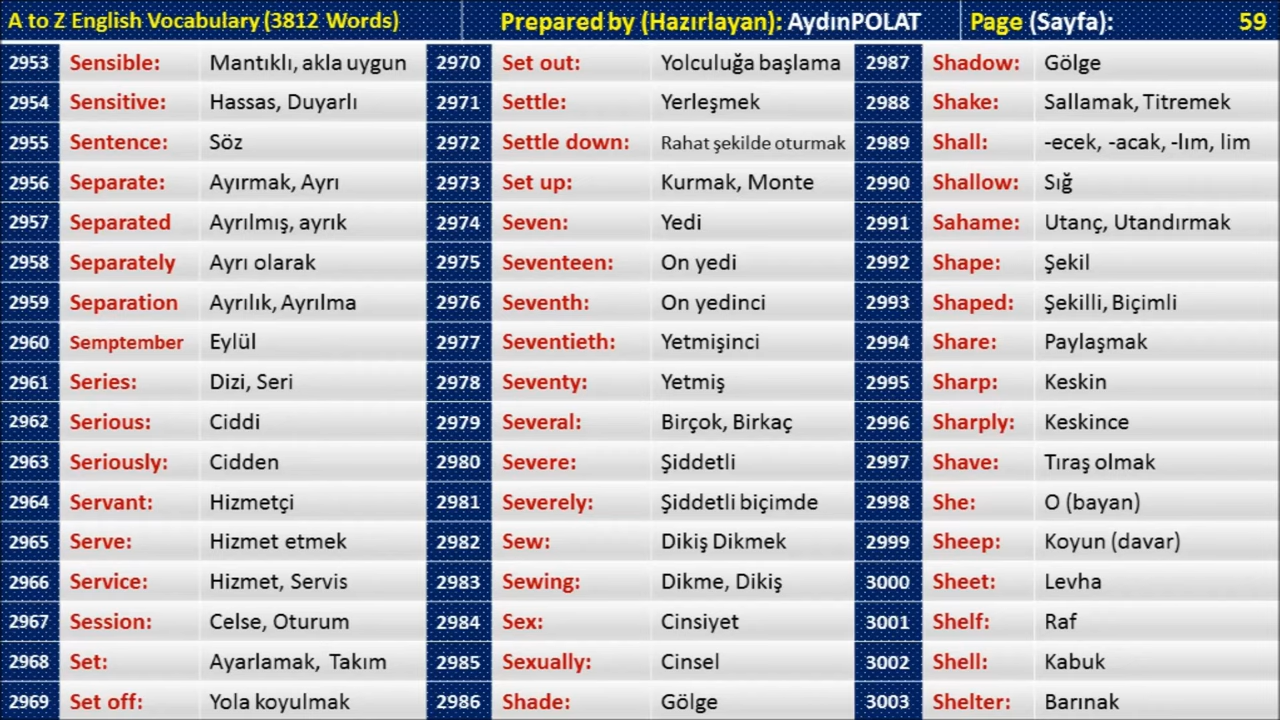 A to Z English Vocabulary (3812 Words) Prepared by (Hazırlayan): AydınPOLAT Page (Sayfa): 59
2953 Sensible: Mantıklı, akla uygun
2954 Sensitive: Hassas, Duyarlı
2955 Sentence: Söz
2956 Separate: Ayırmak, Ayrı
2957 Separated Ayrılmış, ayrık
2958 Separately Ayrı olarak
2959 Separation Ayrılık, Ayrılma
2960 Semptember Eylül
2961 Series: Dizi, Seri
2962 Serious: Ciddi
2963 Seriously: Cidden
2964 Servant: Hizmetçi
2965 Serve: Hizmet etmek
2966 Service: Hizmet, Servis
2967 Session: Celse, Oturum
2968 Set: Ayarlamak, Takım
2969 Set off: Yola koyulmak
2970 Set out: Yolculuğa başlama
2971 Settle: Yerleşmek
2972 Settle down: Rahat şekilde oturmak
2973 Set up: Kurmak, Monte
2974 Seven: Yedi
2975 Seventeen: On yedi
2976 Seventh: On yedinci
2977 Seventieth: Yetmişinci
2978 Seventy: Yetmiş
2979 Several: Birçok, Birkaç
2980 Severe: Şiddetli
2981 Severely: Şiddetli biçimde
2982 Sew: Dikiş Dikmek
2983 Sewing: Dikme, Dikiş
2984 Sex: Cinsiyet
2985 Sexually: Cinsel
2986 Shade: Gölge
2987 Shadow: Gölge
2988 Shake: Sallamak, Titremek
2989 Shall: -ecek, -acak, -lım, lim
2990 Shallow: Sığ
2991 Sahame: Utanç, Utandırmak
2992 Shape: Şekil
2993 Shaped: Şekilli, Biçimli
2994 Share: Paylaşmak
2995 Sharp: Keskin
2996 Sharply: Keskince
2997 Shave: Tıraş olmak
2998 She: O (bayan)
2999 Sheep: Koyun (davar)
3000 Sheet: Levha
3001 Shelf: Raf
3002 Shell: Kabuk
3003 Shelter: Barınak